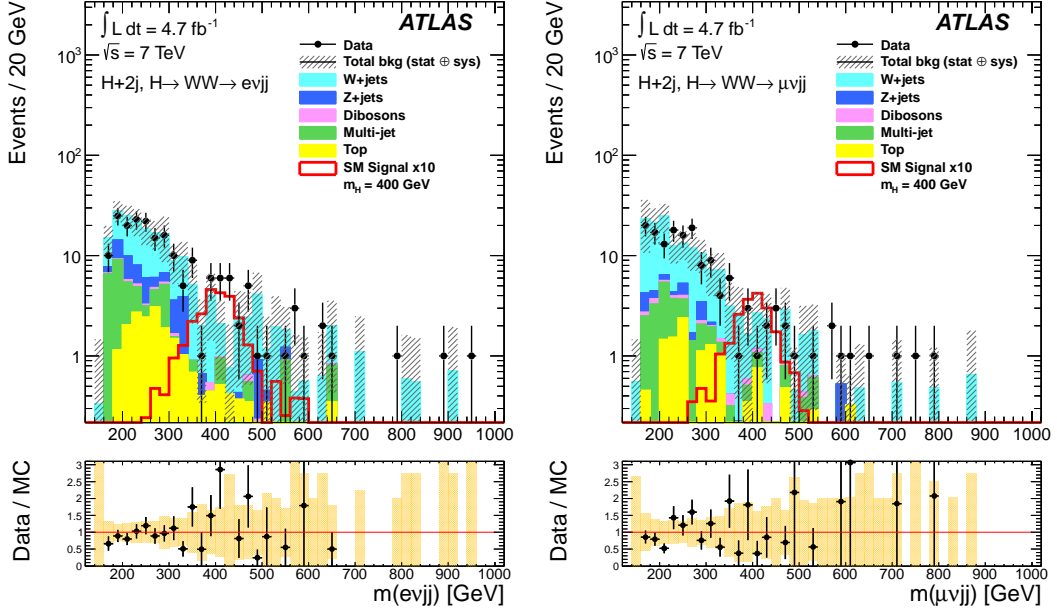 ∫ L dt = 4.7 fb⁻¹
ATLAS
√s = 7 TeV
H+2j, H→ WW→ eνjj
Data
Total bkg (stat ⊕ sys)
W+jets
Z+jets
Dibosons
Multi-jet
Top
SM Signal x10
m_H = 400 GeV
Events / 20 GeV
10³
10²
10
1
200 300 400 500 600 700 800 900 1000
Data / MC
3
2.5
2
1.5
1
0.5
0
200 300 400 500 600 700 800 900 1000
m(eνjj) [GeV]
∫ L dt = 4.7 fb⁻¹
ATLAS
√s = 7 TeV
H+2j, H→ WW→ μνjj
Data
Total bkg (stat ⊕ sys)
W+jets
Z+jets
Dibosons
Multi-jet
Top
SM Signal x10
m_H = 400 GeV
Events / 20 GeV
10³
10²
10
1
200 300 400 500 600 700 800 900 1000
Data / MC
3
2.5
2
1.5
1
0.5
0
200 300 400 500 600 700 800 900 1000
m(μνjj) [GeV]